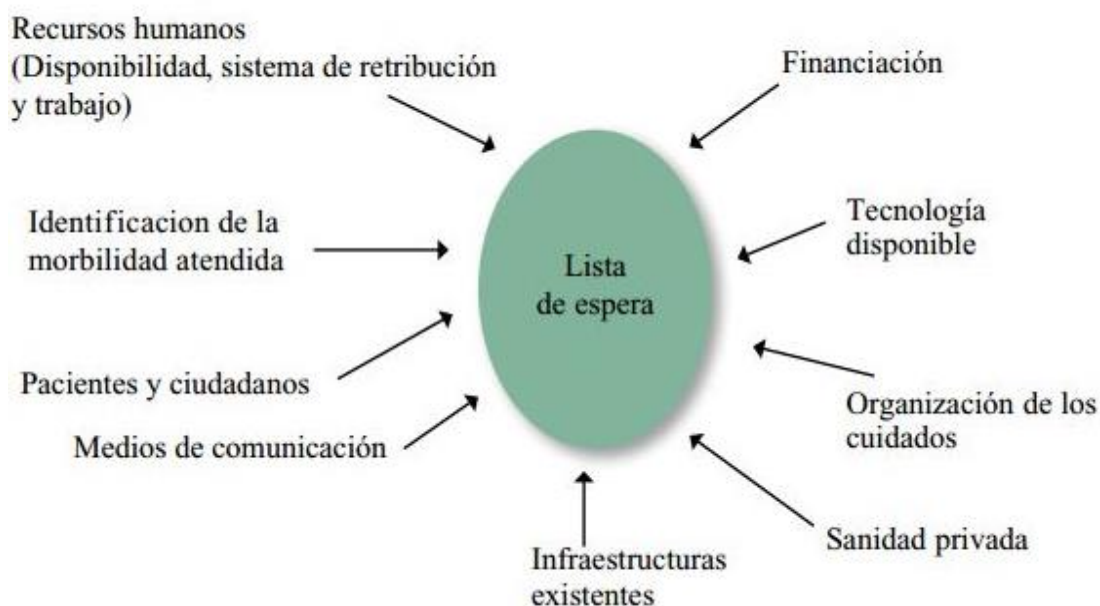 Recursos humanos
(Disponibilidad, sistema de retribución
y trabajo)
Financiación
Identificacion de la
morbilidad atendida
Tecnología
disponible
Lista
de espera
Pacientes y ciudadanos
Medios de comunicación
Organización de los
cuidados
Sanidad privada
Infraestructuras
existentes